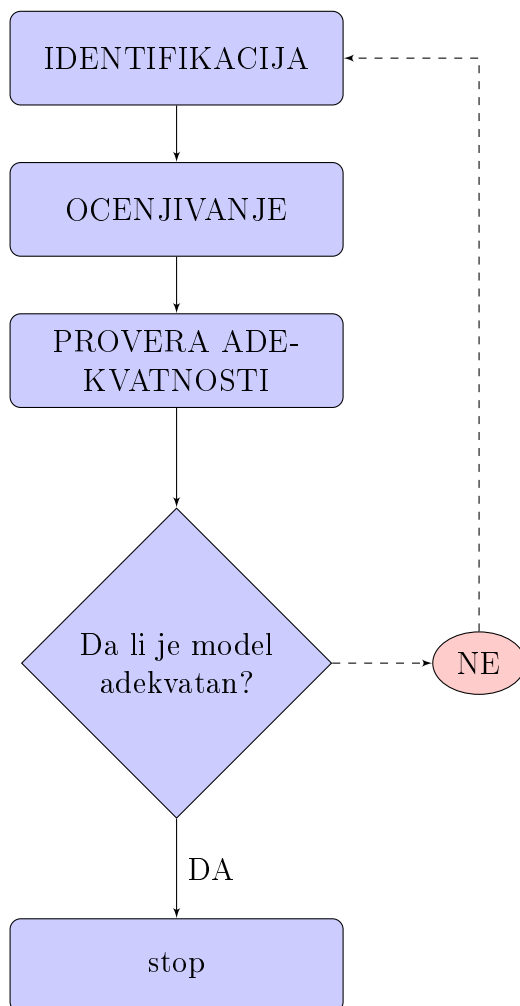 IDENTIFIKACIJA
OCENJIVANJE
PROVERA ADE-
KVATNOSTI
Da li je model
adekvatan?
NE
DA
stop